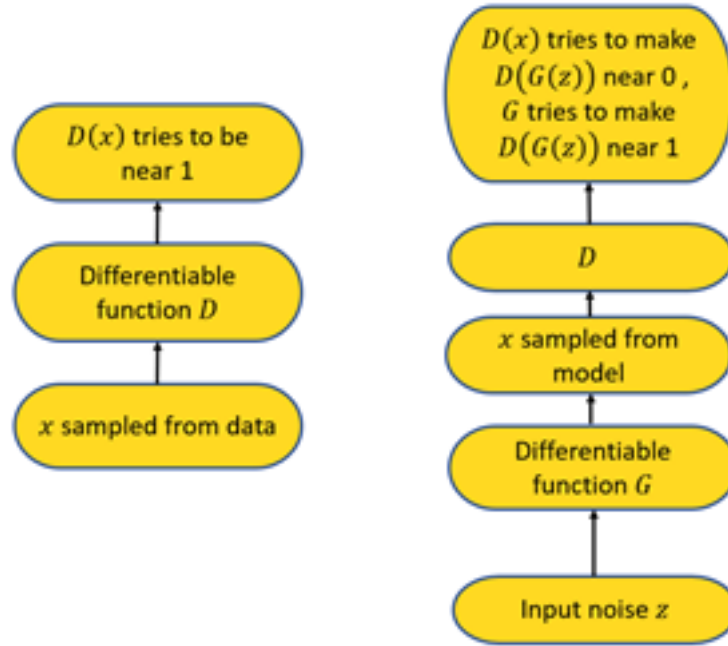 D(x) tries to be
near 1
Differentiable
function D
x sampled from data
D(x) tries to make
D(G(z)) near 0 ,
G tries to make
D(G(z)) near 1
D
x sampled from
model
Differentiable
function G
Input noise z